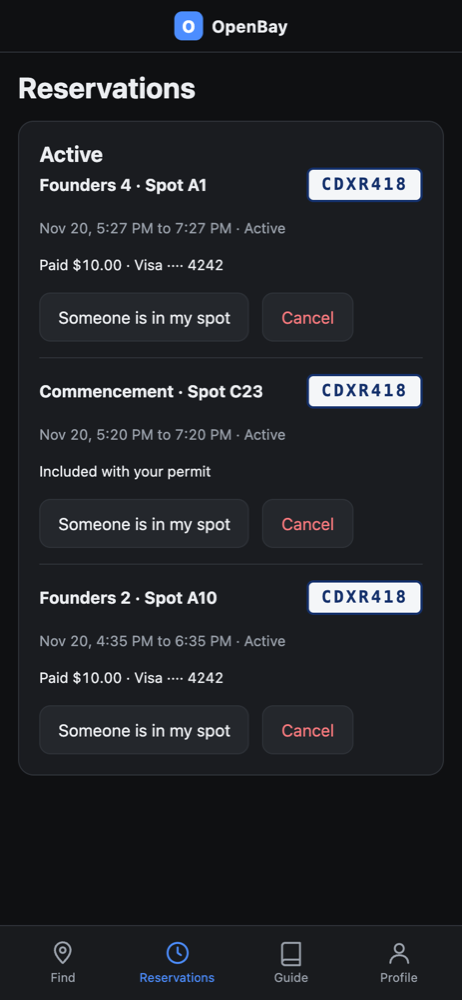 O OpenBay
Reservations
Active
Founders 4 · Spot A1 CDXR418
Nov 20, 5:27 PM to 7:27 PM · Active
Paid $10.00 · Visa ···· 4242
Someone is in my spot Cancel
Commencement · Spot C23 CDXR418
Nov 20, 5:20 PM to 7:20 PM · Active
Included with your permit
Someone is in my spot Cancel
Founders 2 · Spot A10 CDXR418
Nov 20, 4:35 PM to 6:35 PM · Active
Paid $10.00 · Visa ···· 4242
Someone is in my spot Cancel
Find Reservations Guide Profile